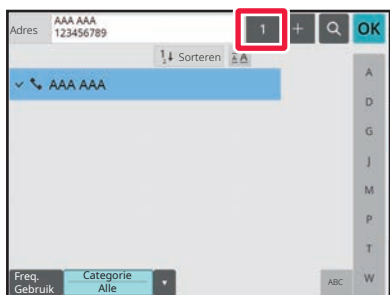 Adres
AAA AAA
123456789
1
+
OK
Sorteren
AAA AAA
A
D
G
J
M
P
T
W
Freq.
Gebruik
Categorie
Alle
ABC